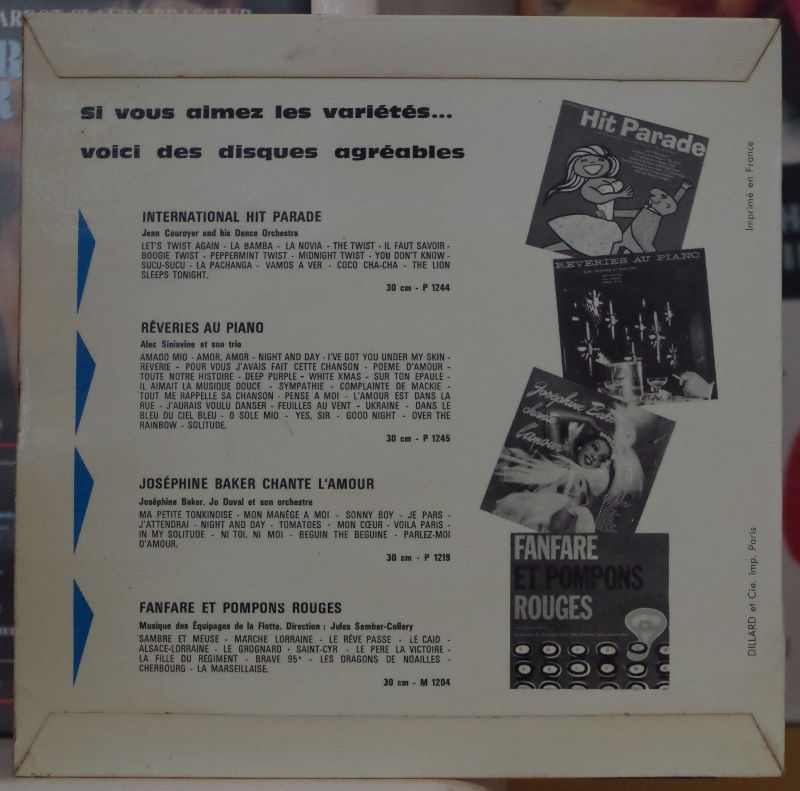 Si vous aimez les variétés...
voici des disques agréables
INTERNATIONAL HIT PARADE
Jean Couroyer and his Dance Orchestra
LET'S TWIST AGAIN - LA BAMBA - LA NOVIA - THE TWIST - IL FAUT SAVOIR -
BOOGIE TWIST - PEPPERMINT TWIST - MIDNIGHT TWIST - YOU DON'T KNOW -
SUCU-SUCU - LA PACHANGA - VAMOS A VER - COCO CHA-CHA - THE LION
SLEEPS TONIGHT.
30 cm - P 1244
RÊVERIES AU PIANO
Alec Siniavine et son trio
AMADO MIO - AMOR, AMOR - NIGHT AND DAY - I'VE GOT YOU UNDER MY SKIN -
REVERIE - POUR VOUS J'AVAIS FAIT CETTE CHANSON - POEME D'AMOUR -
TOUTE NOTRE HISTOIRE - DEEP PURPLE - WHITE XMAS - SUR TON EPAULE -
IL AIMAIT LA MUSIQUE DOUCE - SYMPATHIE - COMPLAINTE DE MACKIE -
TOUT ME RAPPELLE SA CHANSON - PENSE A MOI - L'AMOUR EST DANS LA
RUE - J'AURAIS VOULU DANSER - FEUILLES AU VENT - UKRAINE - DANS LE
BLEU DU CIEL BLEU - O SOLE MIO - YES, SIR - GOOD NIGHT - OVER THE
RAINBOW - SOLITUDE.
30 cm - P 1245
JOSÉPHINE BAKER CHANTE L'AMOUR
Joséphine Baker. Jo Duval et son orchestre
MA PETITE TONKINOISE - MON MANÈGE A MOI - SONNY BOY - JE PARS -
J'ATTENDRAI - NIGHT AND DAY - TOMATOES - MON CŒUR - VOILA PARIS -
IN MY SOLITUDE - NI TOI, NI MOI - BEGUIN THE BEGUINE - PARLEZ-MOI
D'AMOUR.
30 cm - P 1219
FANFARE ET POMPONS ROUGES
Musique des Équipages de la Flotte. Direction : Jules Sember-Collery
SAMBRE ET MEUSE - MARCHE LORRAINE - LE RÊVE PASSE - LE CAID -
ALSACE-LORRAINE - LE GROGNARD - SAINT-CYR - LE PERE LA VICTOIRE -
LA FILLE DU REGIMENT - BRAVE 95ᵉ - LES DRAGONS DE NOAILLES -
CHERBOURG - LA MARSEILLAISE.
30 cm - M 1204
Hit Parade
REVERIES AU PIANO
Joséphine Baker
chante
l'amour
FANFARE
ET POMPONS
ROUGES
Imprimé en France
DILLARD et Cie. Imp. Paris